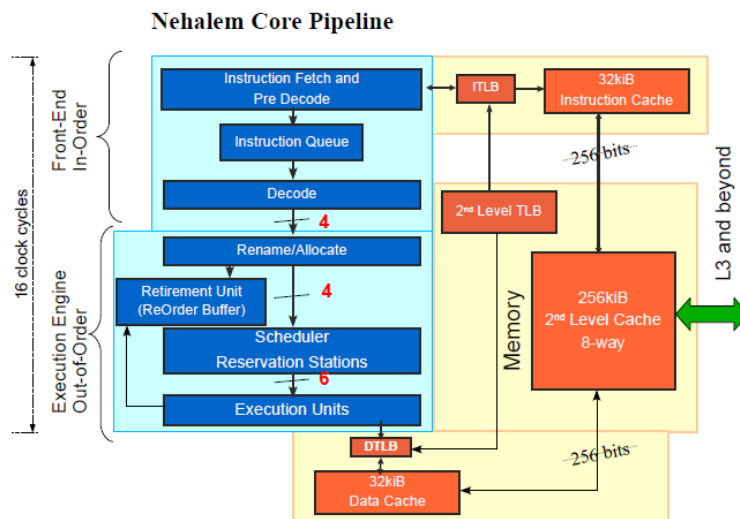 Nehalem Core Pipeline
16 clock cycles
Front-End
In-Order
Execution Engine
Out-of-Order
Instruction Fetch and
Pre Decode
Instruction Queue
Decode
4
Rename/Allocate
Retirement Unit
(ReOrder Buffer)
4
Scheduler
Reservation Stations
6
Execution Units
ITLB
32kiB
Instruction Cache
256 bits
2nd Level TLB
Memory
256kiB
2nd Level Cache
8-way
L3 and beyond
DTLB
32kiB
Data Cache
256 bits